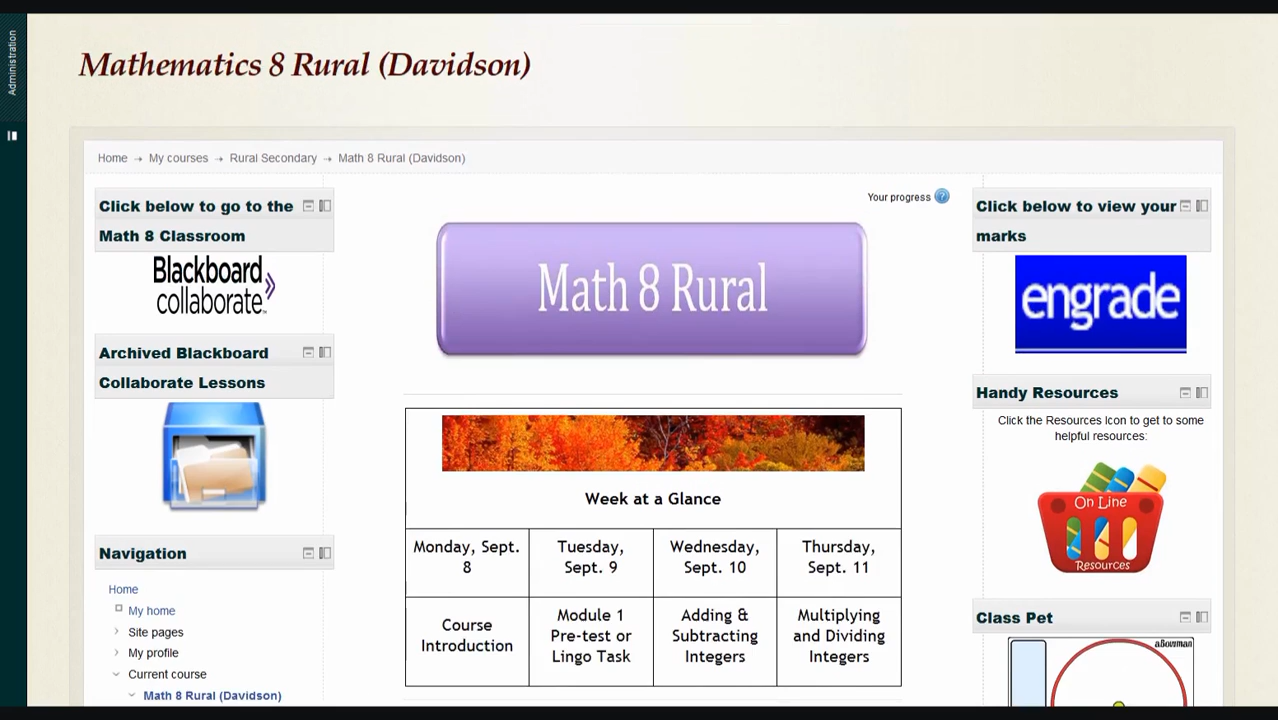 Administration
Mathematics 8 Rural (Davidson)
Home → My courses → Rural Secondary → Math 8 Rural (Davidson)
Click below to go to the
Math 8 Classroom
Blackboard
collaborate™
Archived Blackboard
Collaborate Lessons
Navigation
Home
My home
Site pages
My profile
Current course
Math 8 Rural (Davidson)
Your progress ?
Math 8 Rural
Week at a Glance
Monday, Sept.
8
Tuesday,
Sept. 9
Wednesday,
Sept. 10
Thursday,
Sept. 11
Course
Introduction
Module 1
Pre-test or
Lingo Task
Adding &
Subtracting
Integers
Multiplying
and Dividing
Integers
Click below to view your
marks
engrade
Handy Resources
Click the Resources Icon to get to some
helpful resources:
On Line
Resources
Class Pet
aBowman